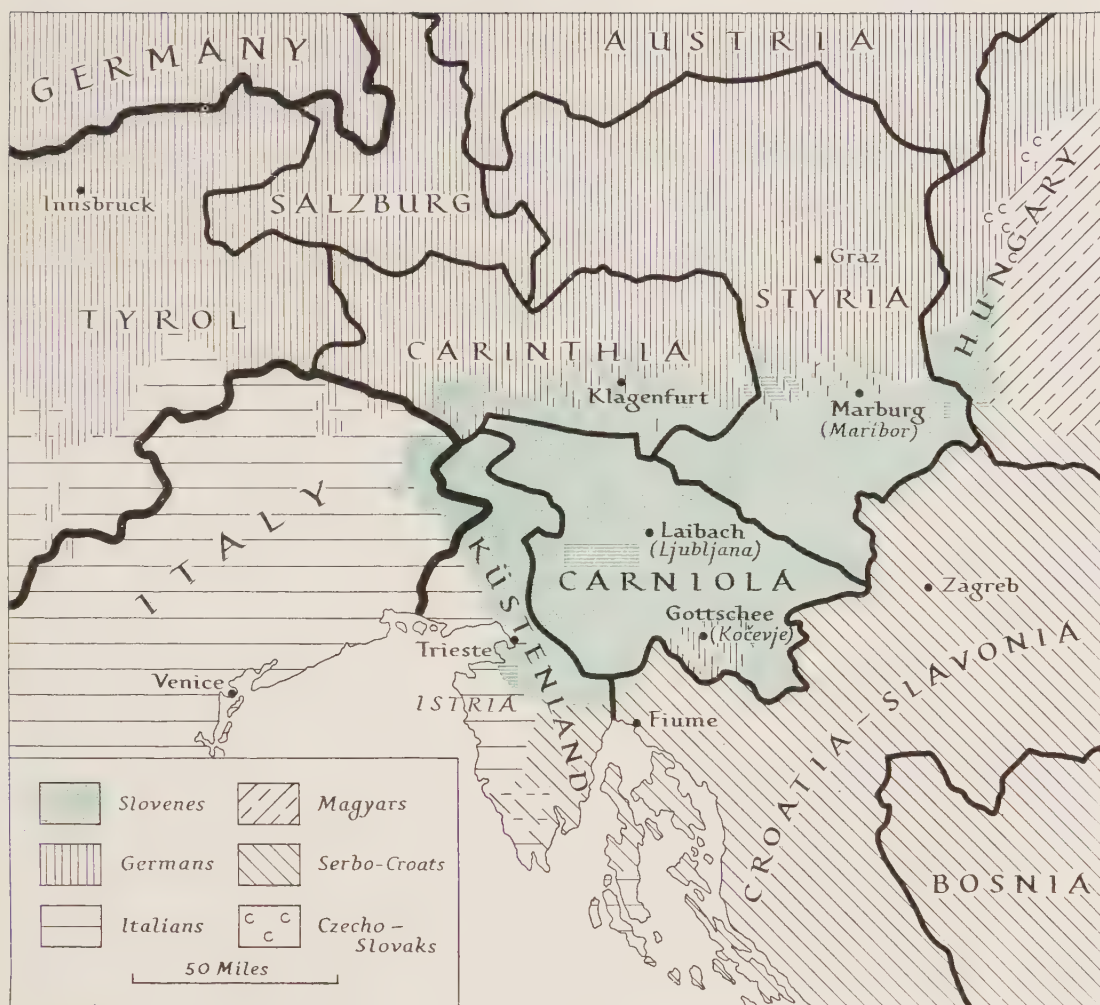 GERMANY
AUSTRIA
Innsbruck
SALZBURG
HUNGARY
C
C
C
C
C
Graz
TYROL
STYRIA
CARINTHIA
Klagenfurt
Marburg
(Maribor)
ITALY
KÜSTENLAND
Laibach
(Ljubljana)
CARNIOLA
Zagreb
Gottschee
(Kočevje)
Trieste
Venice
ISTRIA
Fiume
CROATIA-SLAVONIA
BOSNIA
Slovenes
Magyars
Germans
Serbo-Croats
Italians
C C
C
Czecho-
Slovaks
50 Miles